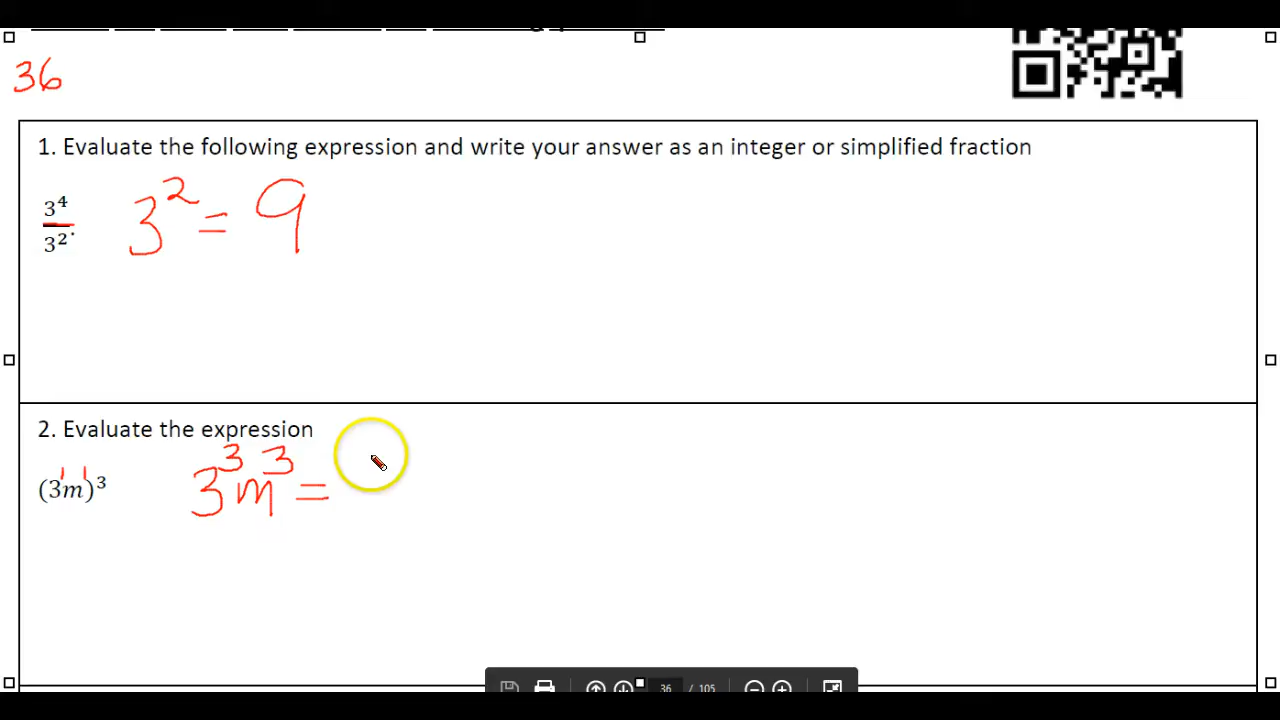 36
1. Evaluate the following expression and write your answer as an integer or simplified fraction
3⁴/3². 3² = 9
2. Evaluate the expression
(3¹m¹)³ 3³m³ =
36 / 105